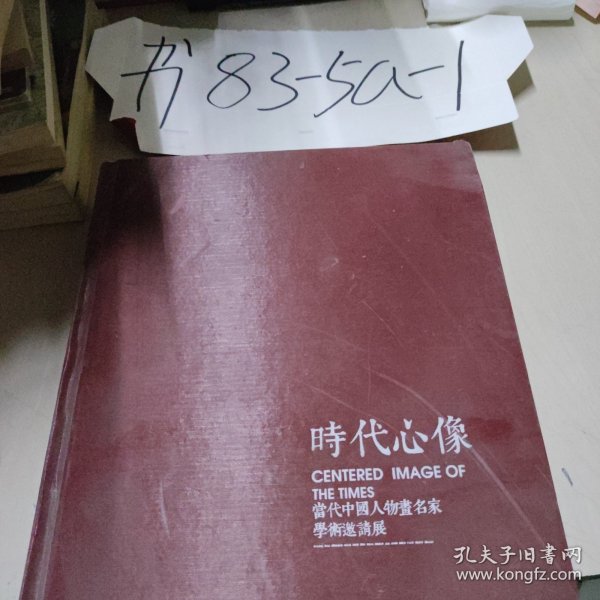 书83-5a-1
時代心像
CENTERED IMAGE OF
THE TIMES
當代中國人物畫名家
學術邀請展
孔夫子旧书网
www.kongfz.com